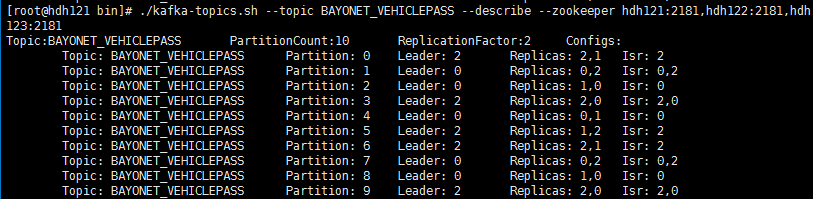 [root@hdh121 bin]# ./kafka-topics.sh --topic BAYONET_VEHICLEPASS --describe --zookeeper hdh121:2181,hdh122:2181,hdh
123:2181
Topic:BAYONET_VEHICLEPASS PartitionCount:10 ReplicationFactor:2 Configs:
Topic: BAYONET_VEHICLEPASS Partition: 0 Leader: 2 Replicas: 2,1 Isr: 2
Topic: BAYONET_VEHICLEPASS Partition: 1 Leader: 0 Replicas: 0,2 Isr: 0,2
Topic: BAYONET_VEHICLEPASS Partition: 2 Leader: 0 Replicas: 1,0 Isr: 0
Topic: BAYONET_VEHICLEPASS Partition: 3 Leader: 2 Replicas: 2,0 Isr: 2,0
Topic: BAYONET_VEHICLEPASS Partition: 4 Leader: 0 Replicas: 0,1 Isr: 0
Topic: BAYONET_VEHICLEPASS Partition: 5 Leader: 2 Replicas: 1,2 Isr: 2
Topic: BAYONET_VEHICLEPASS Partition: 6 Leader: 2 Replicas: 2,1 Isr: 2
Topic: BAYONET_VEHICLEPASS Partition: 7 Leader: 0 Replicas: 0,2 Isr: 0,2
Topic: BAYONET_VEHICLEPASS Partition: 8 Leader: 0 Replicas: 1,0 Isr: 0
Topic: BAYONET_VEHICLEPASS Partition: 9 Leader: 2 Replicas: 2,0 Isr: 2,0